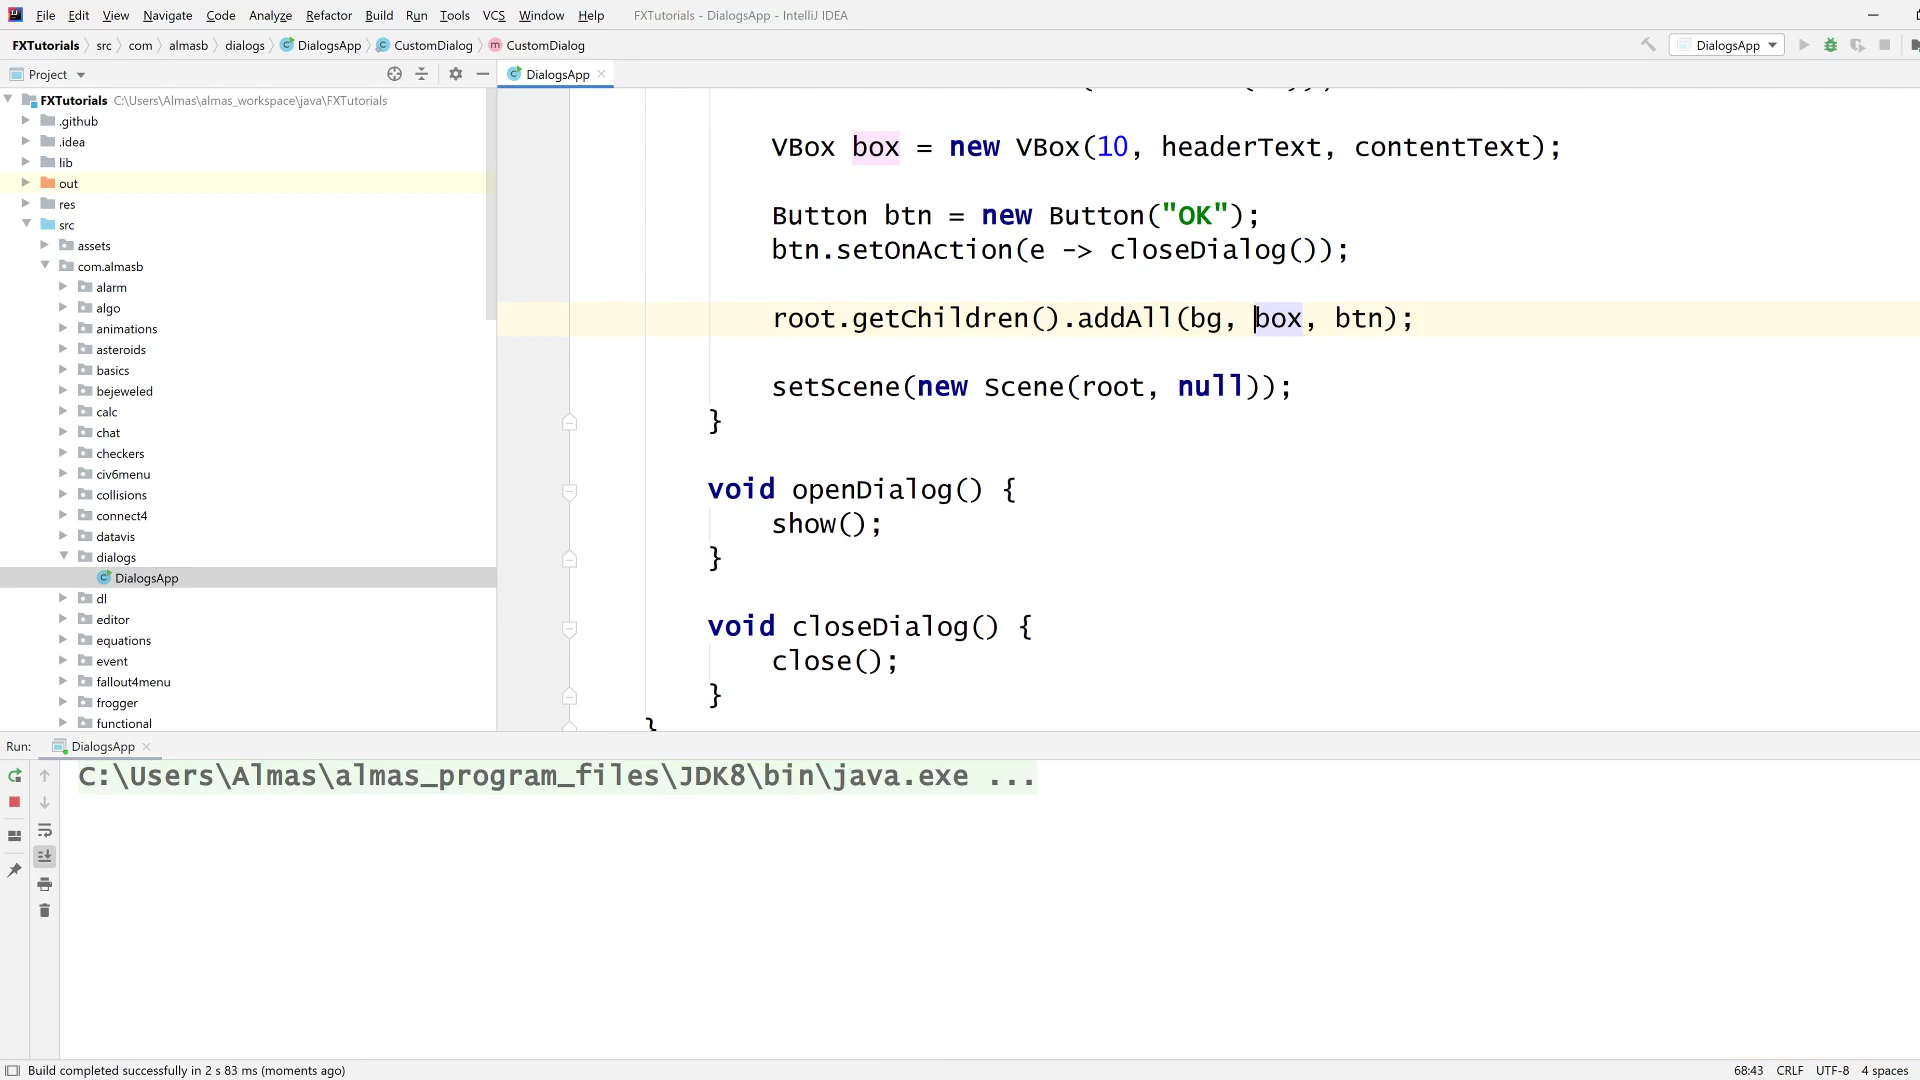 File Edit View Navigate Code Analyze Refactor Build Run Tools VCS Window Help FXTutorials - DialogsApp - IntelliJ IDEA
FXTutorials src com almasb dialogs DialogsApp CustomDialog CustomDialog DialogsApp
Project DialogsApp
FXTutorials C:\Users\Almas\almas_workspace\java\FXTutorials
.github
.idea
lib
out
res
src
assets
com.almasb
alarm
algo
animations
asteroids
basics
bejeweled
calc
chat
checkers
civ6menu
collisions
connect4
datavis
dialogs
DialogsApp
dl
editor
equations
event
fallout4menu
frogger
functional
VBox box = new VBox(10, headerText, contentText);
Button btn = new Button("OK");
btn.setOnAction(e -> closeDialog());
root.getChildren().addAll(bg, box, btn);
setScene(new Scene(root, null));
}
void openDialog() {
show();
}
void closeDialog() {
close();
}
}
Run: DialogsApp
C:\Users\Almas\almas_program_files\JDK8\bin\java.exe ...
Build completed successfully in 2 s 83 ms (moments ago) 68:43 CRLF UTF-8 4 spaces